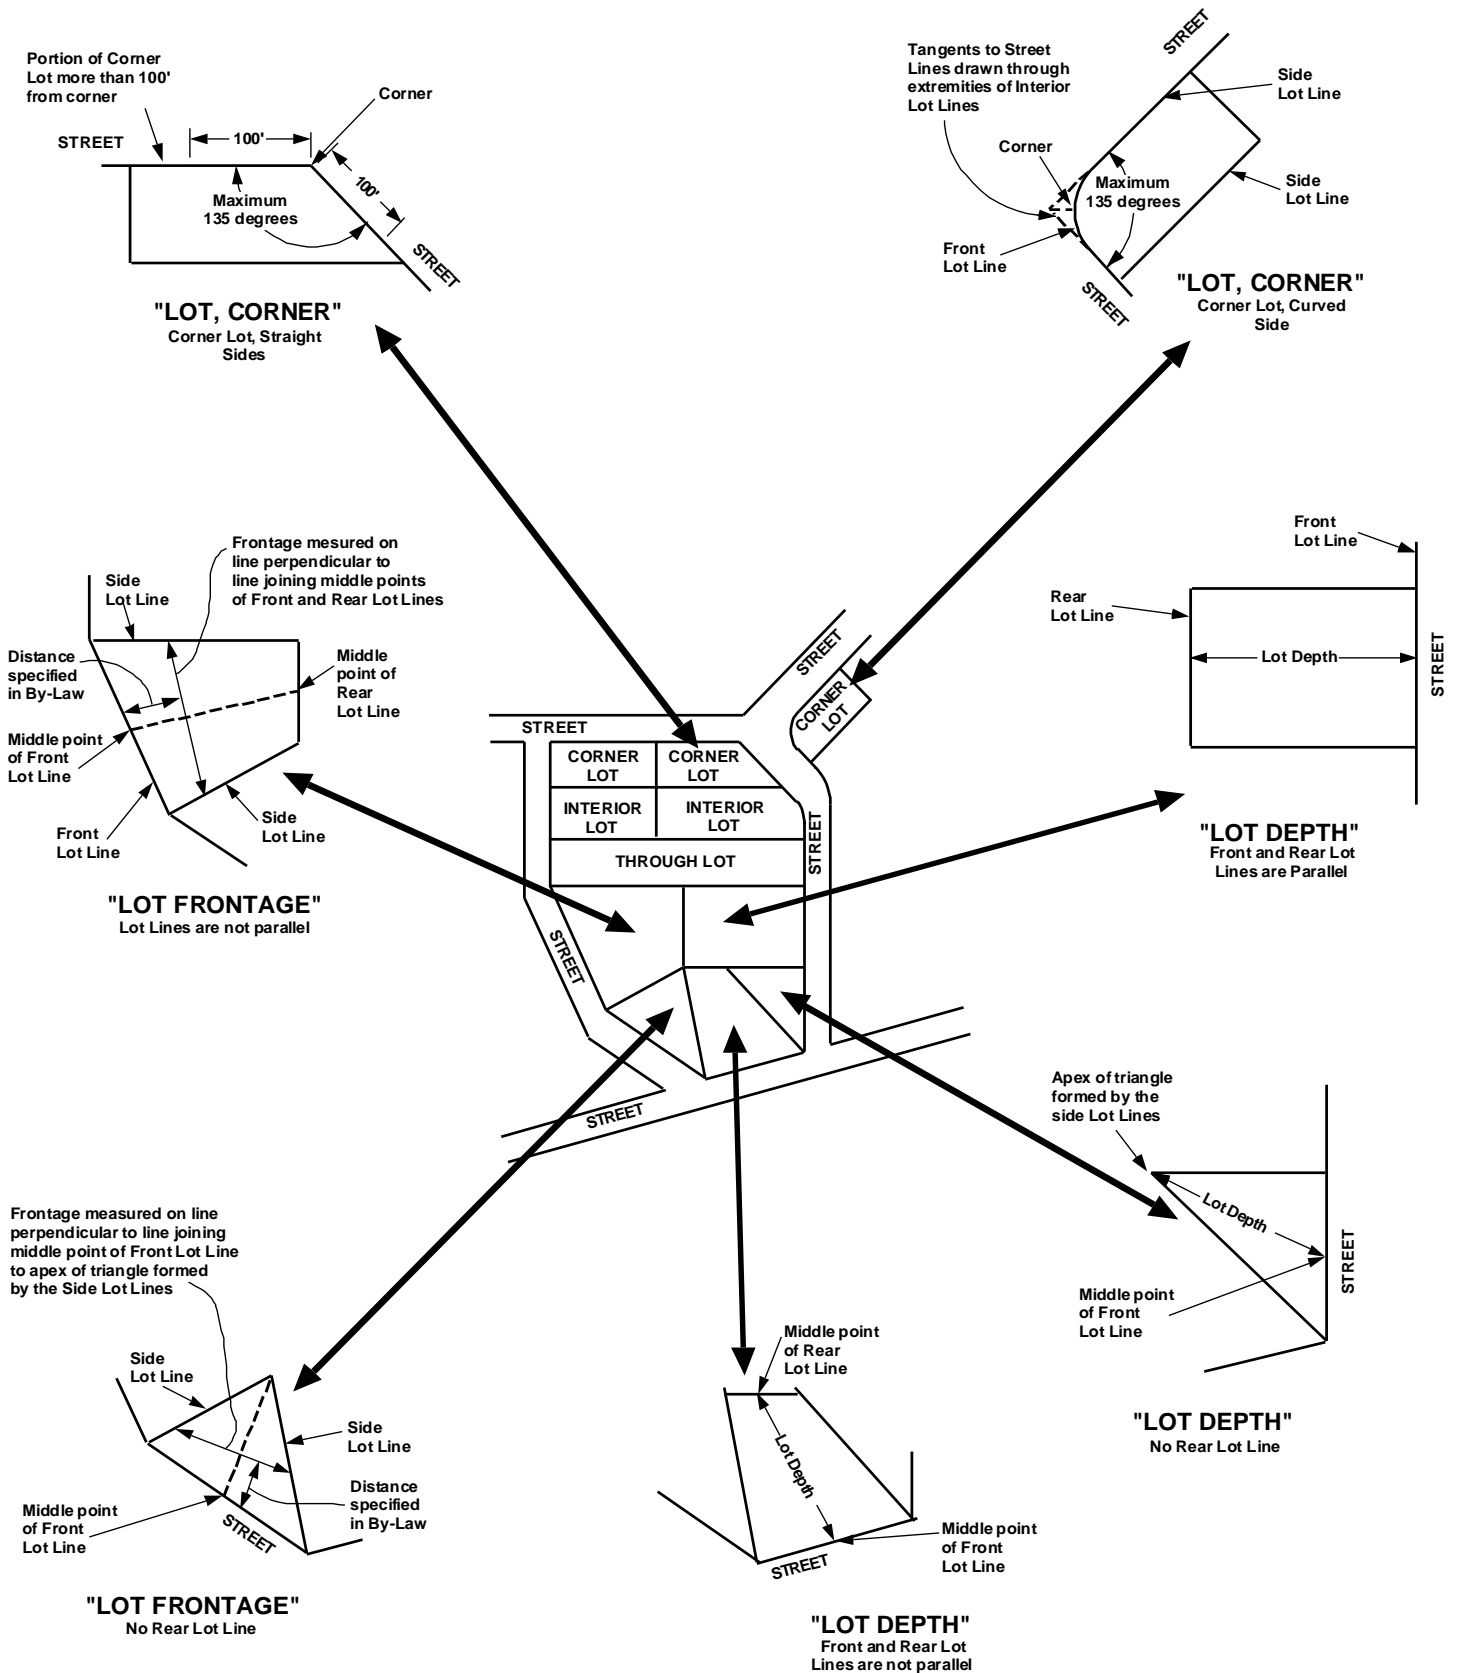 Portion of Corner
Lot more than 100'
from corner
Corner
STREET
100'
100'
Maximum
135 degrees
STREET
"LOT, CORNER"
Corner Lot, Straight
Sides
STREET
Tangents to Street
Lines drawn through
extremities of Interior
Lot Lines
Side
Lot Line
Corner
Maximum
135 degrees
Side
Lot Line
Front
Lot Line
STREET
"LOT, CORNER"
Corner Lot, Curved
Side
Frontage mesured on
line perpendicular to
line joining middle points
of Front and Rear Lot Lines
Side
Lot Line
Distance
specified
in By-Law
Middle
point of
Rear
Lot Line
Middle point
of Front
Lot Line
Front
Lot Line
Side
Lot Line
"LOT FRONTAGE"
Lot Lines are not parallel
Front
Lot Line
Rear
Lot Line
Lot Depth
STREET
"LOT DEPTH"
Front and Rear Lot
Lines are Parallel
STREET
STREET
CORNER
LOT
CORNER
LOT
CORNER
LOT
INTERIOR
LOT
INTERIOR
LOT
STREET
THROUGH LOT
STREET
STREET
Apex of triangle
formed by the
side Lot Lines
Lot Depth
STREET
Middle point
of Front
Lot Line
"LOT DEPTH"
No Rear Lot Line
Frontage measured on line
perpendicular to line joining
middle point of Front Lot Line
to apex of triangle formed
by the Side Lot Lines
Side
Lot Line
Side
Lot Line
Distance
specified
in By-Law
Middle point
of Front
Lot Line
STREET
"LOT FRONTAGE"
No Rear Lot Line
Middle point
of Rear
Lot Line
Lot Depth
Middle point
of Front
Lot Line
STREET
"LOT DEPTH"
Front and Rear Lot
Lines are not parallel